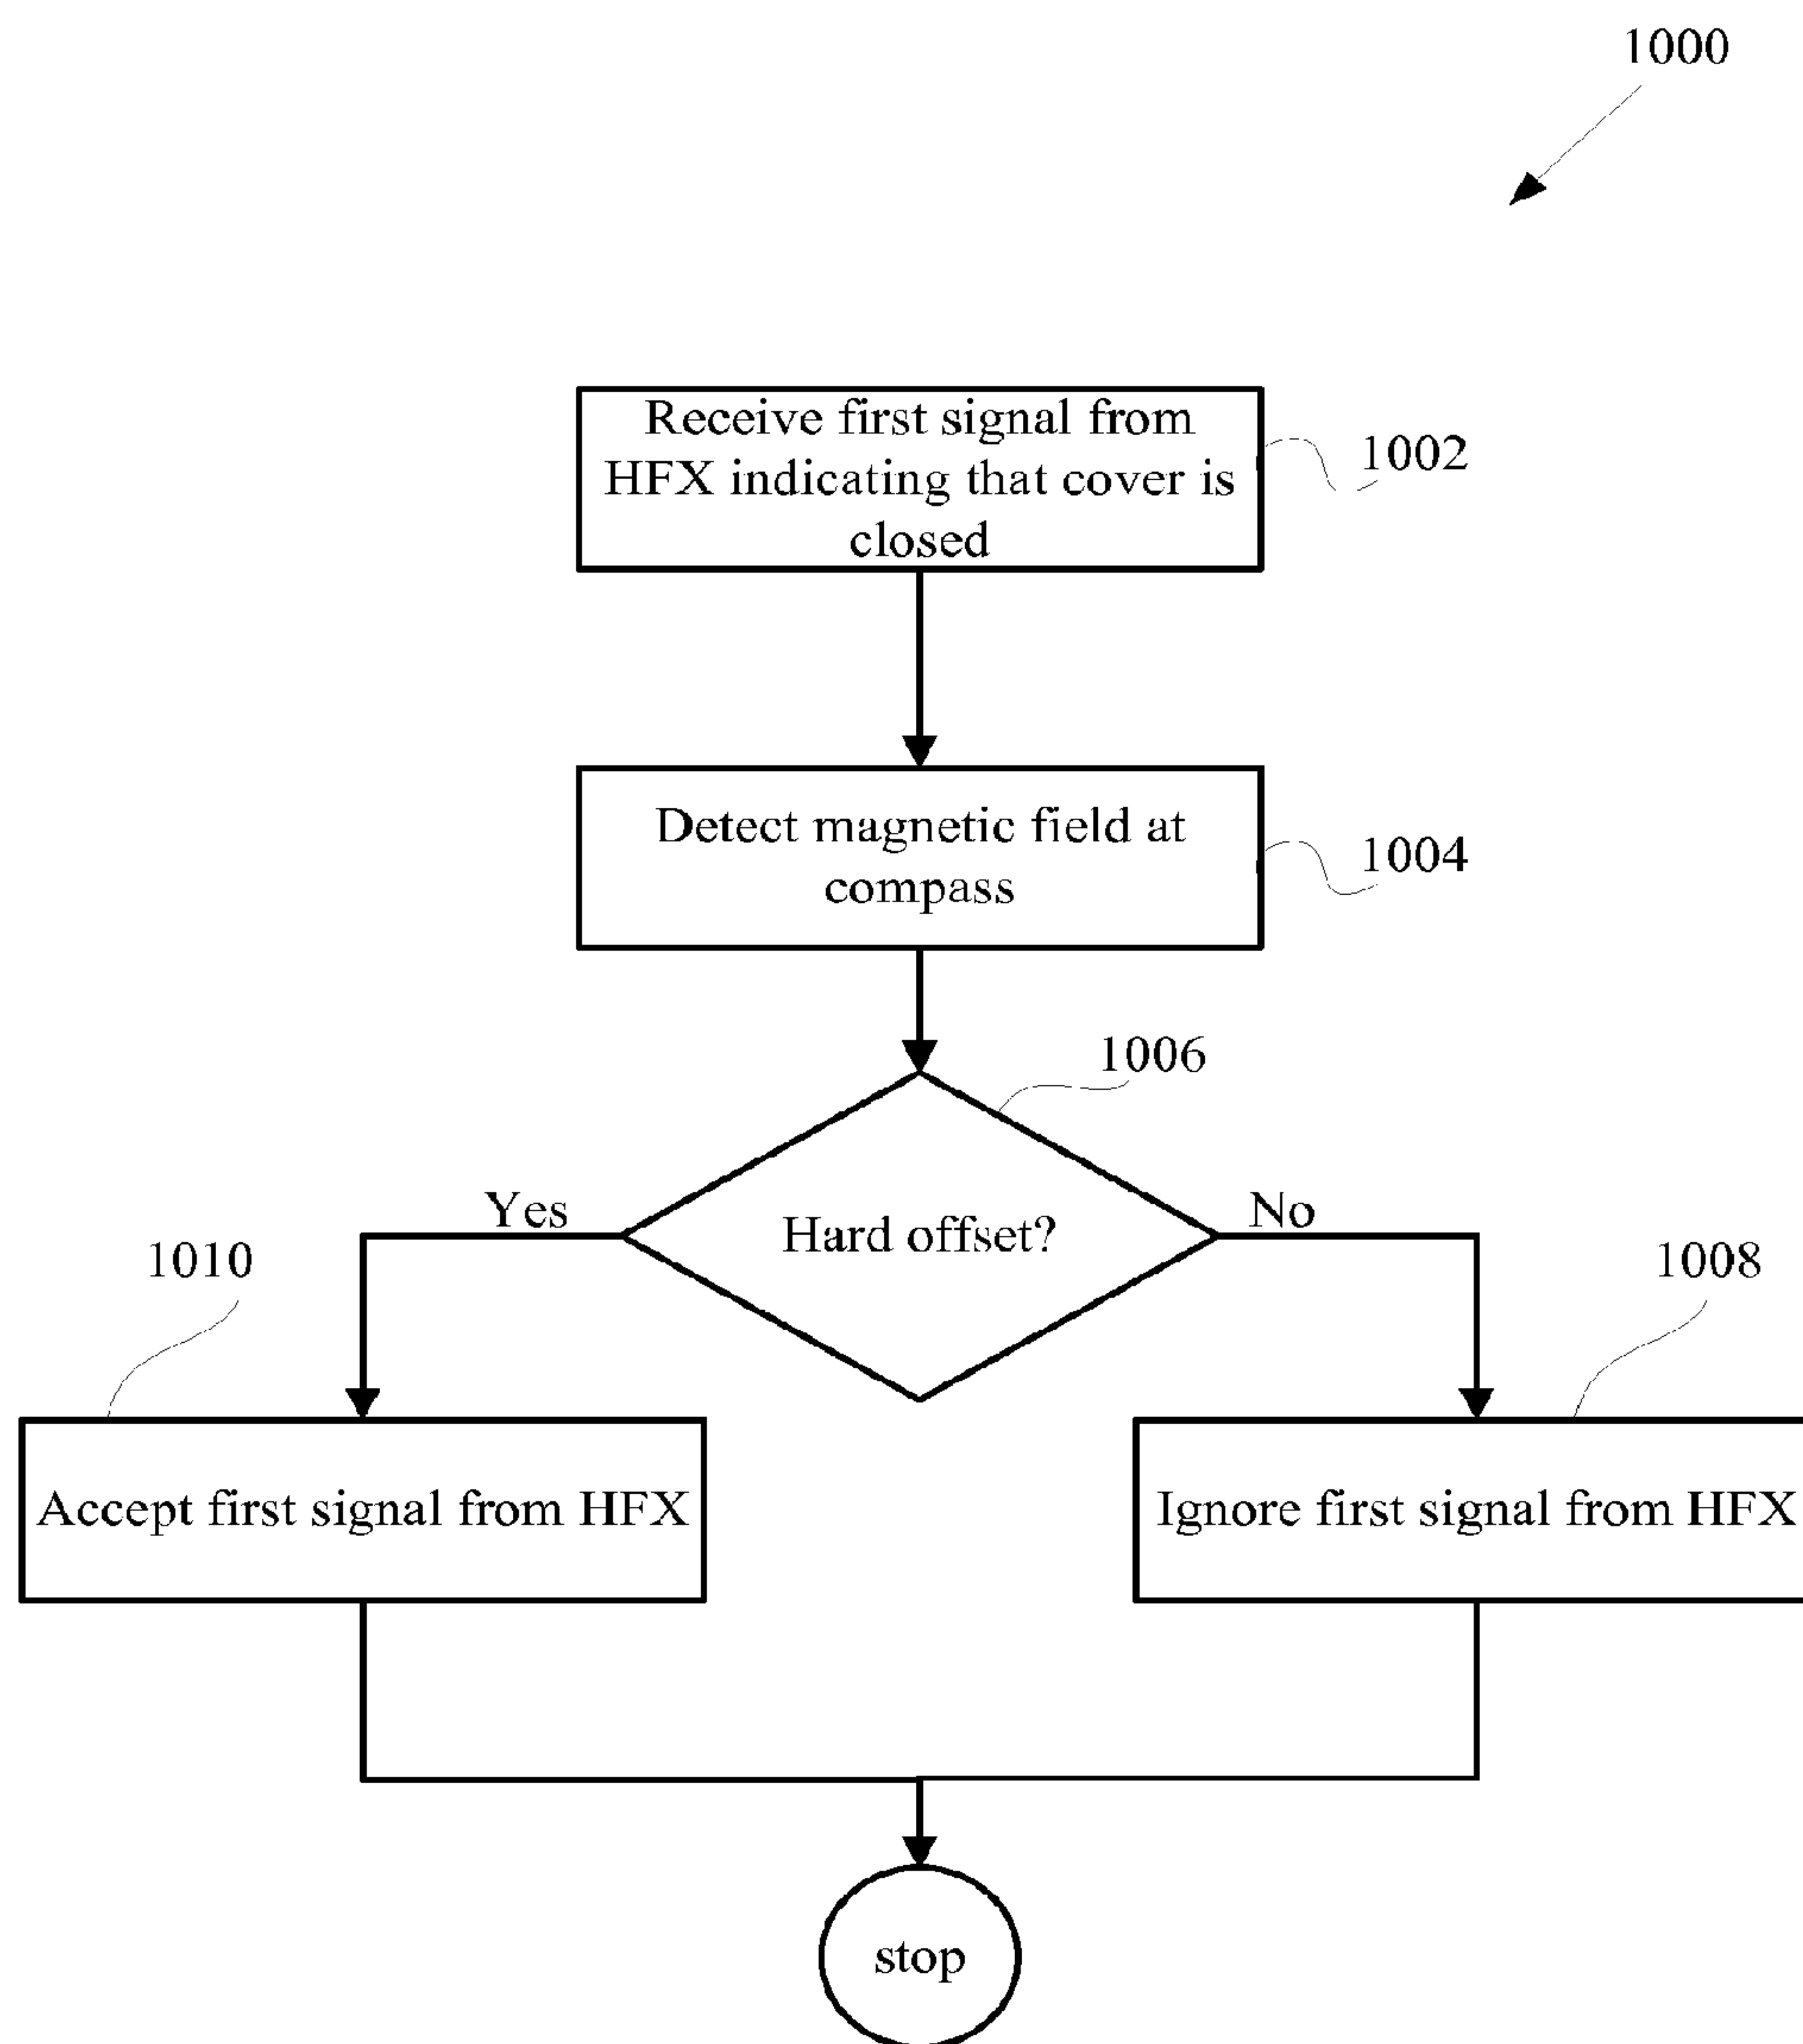 1000
Receive first signal from
HFX indicating that cover is
closed
1002
Detect magnetic field at
compass
1004
1006
Hard offset?
Yes
No
1010
1008
Accept first signal from HFX
Ignore first signal from HFX
stop